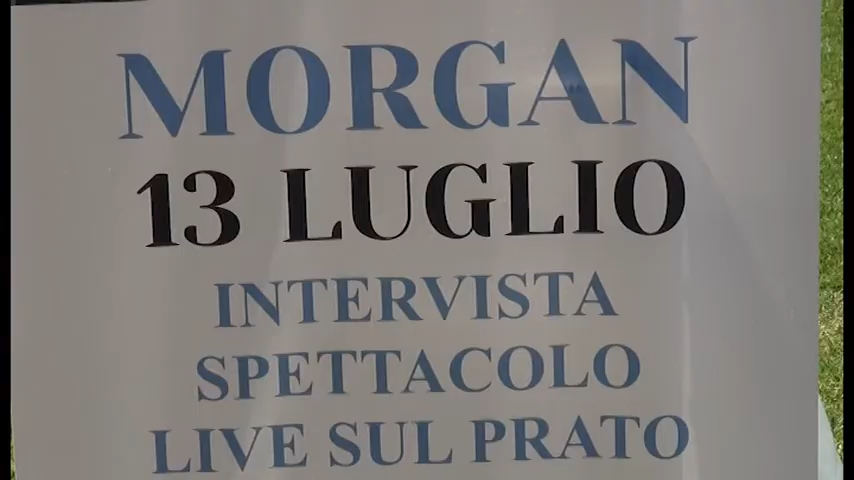 MORGAN
13 LUGLIO
INTERVISTA
SPETTACOLO
LIVE SUL PRATO